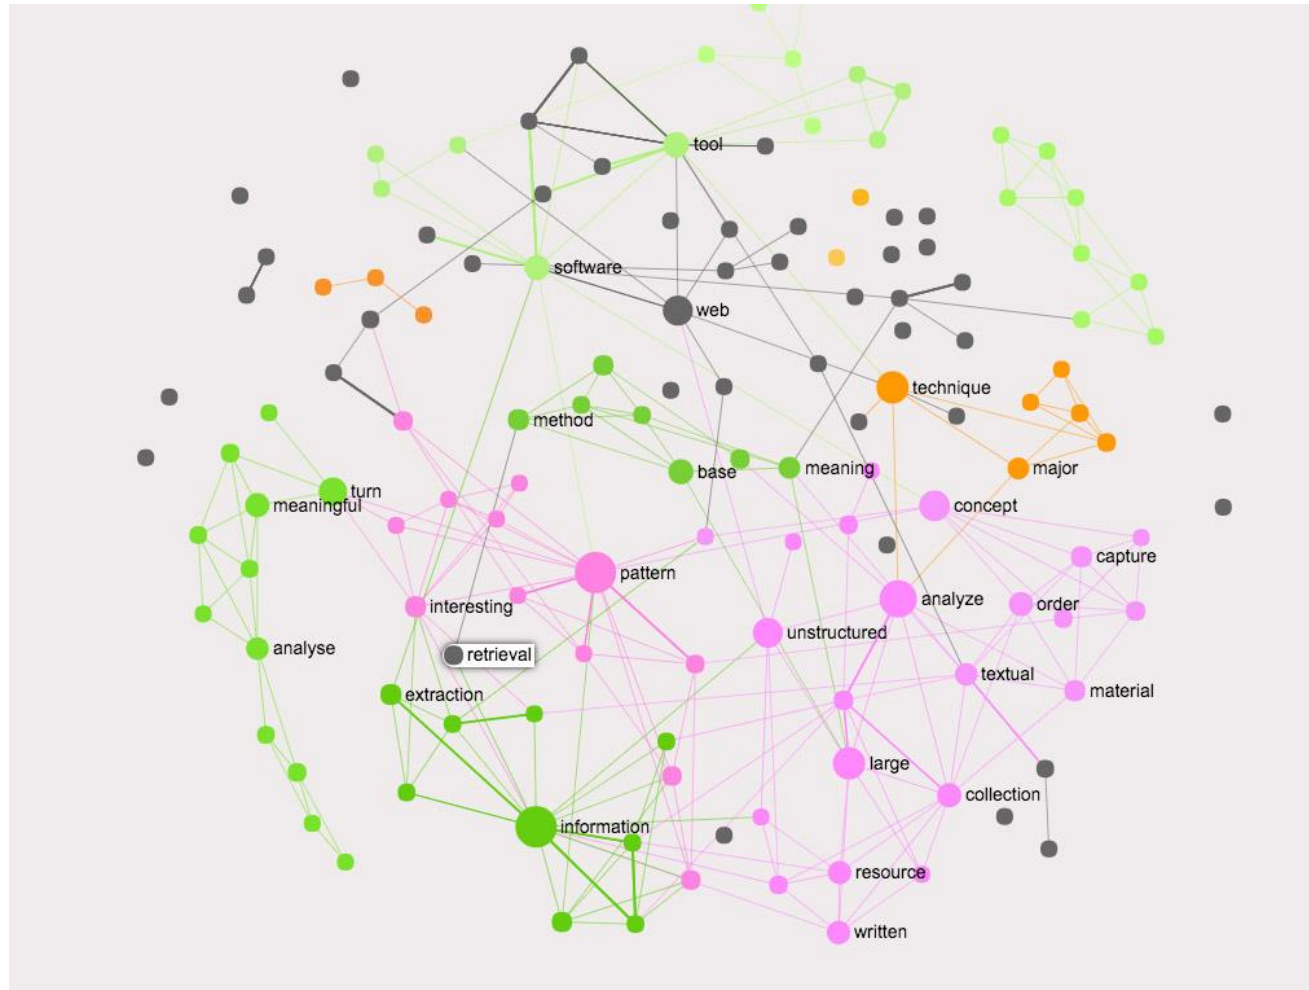 tool
software
web
technique
method
base
meaning
major
turn
meaningful
concept
capture
pattern
analyze
order
interesting
unstructured
analyse
retrieval
textual
extraction
material
large
collection
information
resource
written